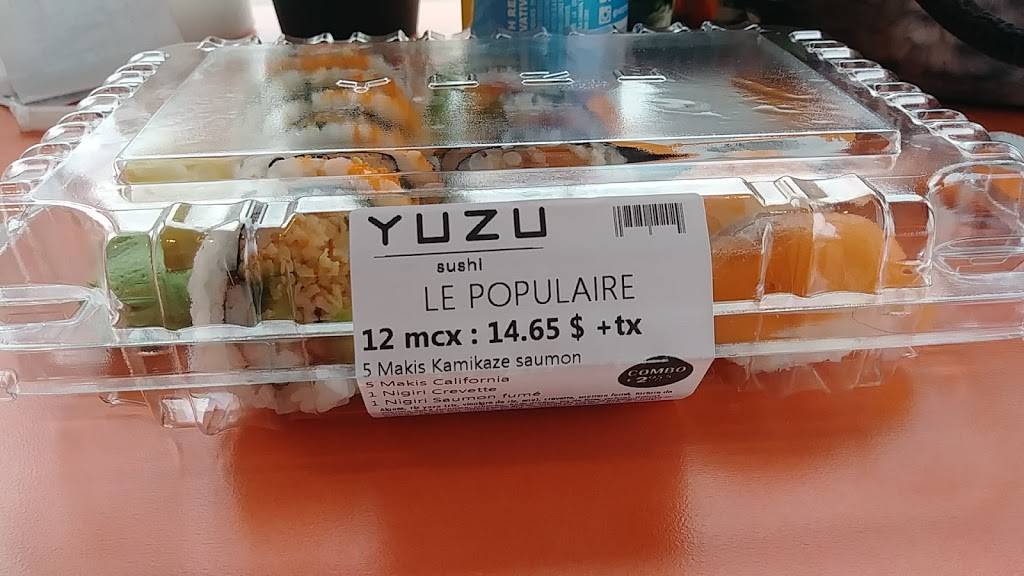 YUZU
YUZU
sushi
LE POPULAIRE
12 mcx : 14.65 $ +tx
5 Makis Kamikaze saumon
5 Makis California
1 Nigiri Crevette
1 Nigiri Saumon fumé
COMBO